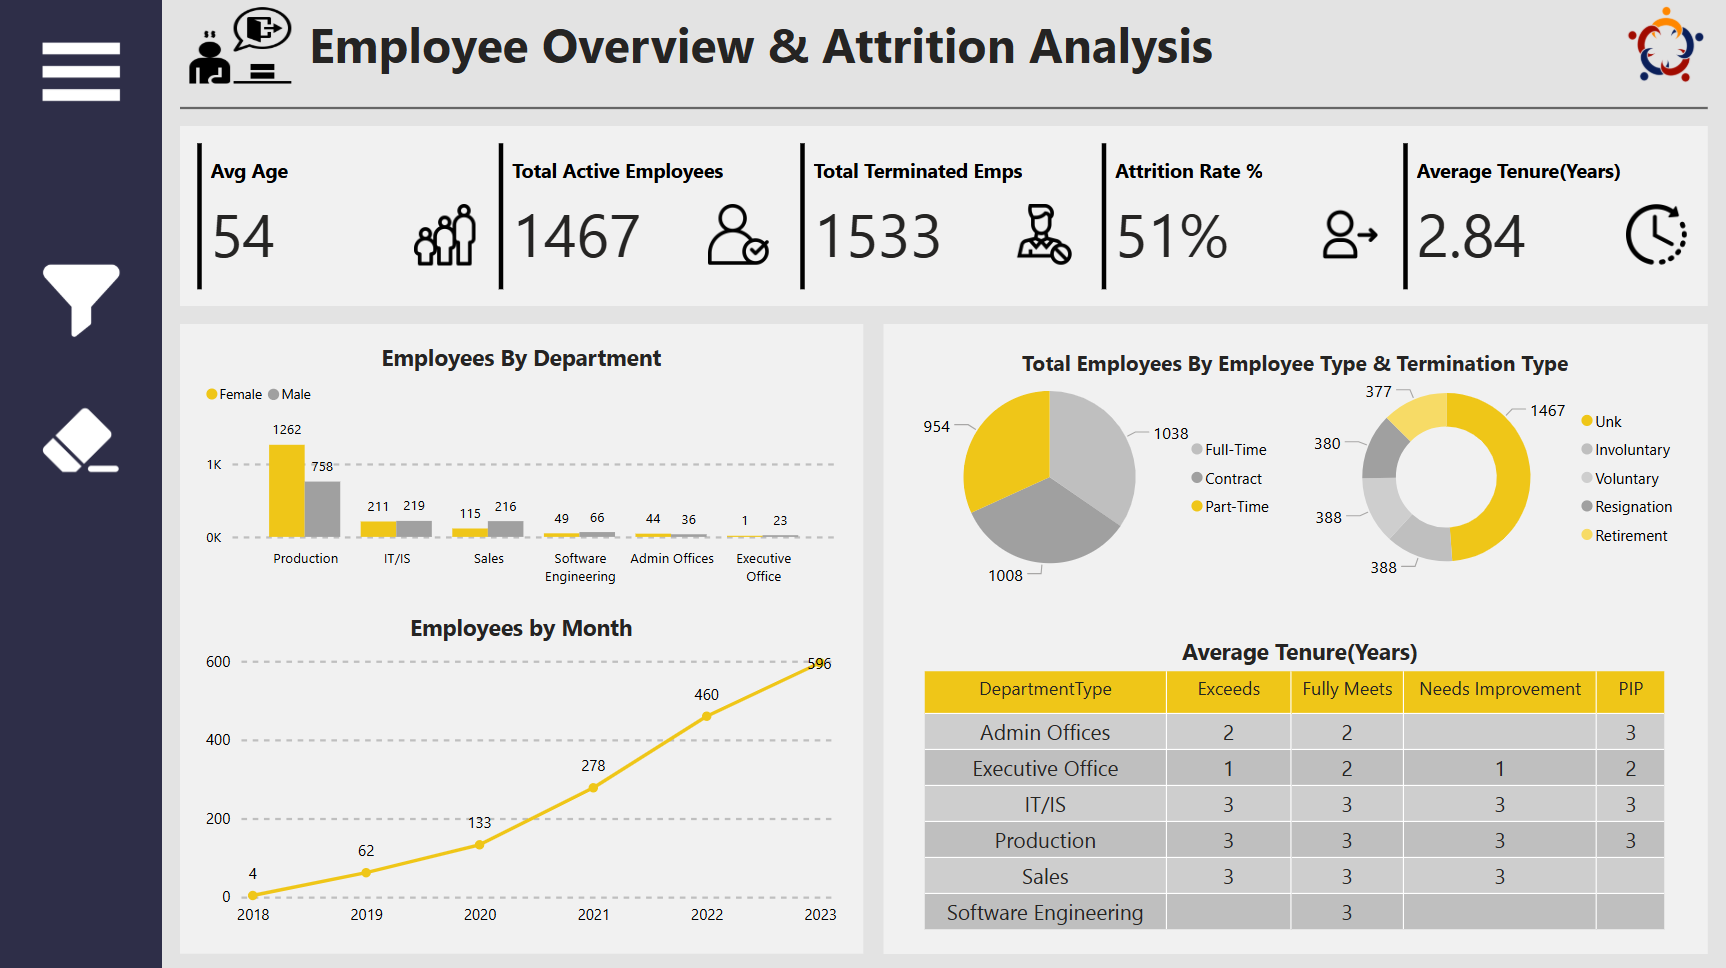 Employee Overview & Attrition Analysis
Avg Age
54
Total Active Employees
1467
Total Terminated Emps
1533
Attrition Rate %
51%
Average Tenure(Years)
2.84
Employees By Department
Female Male
1262
758
1K
211 219
115 216
49 66
44 36
1 23
0K
Production IT/IS Sales Software Engineering Admin Offices Executive Office
Employees by Month
600
400
200
0
4
62
133
278
460
596
2018 2019 2020 2021 2022 2023
Total Employees By Employee Type & Termination Type
954
1038
1008
Full-Time
Contract
Part-Time
377
1467
380
388
388
Unk
Involuntary
Voluntary
Resignation
Retirement
Average Tenure(Years)
DepartmentType Exceeds Fully Meets Needs Improvement PIP
Admin Offices 2 2 3
Executive Office 1 2 1 2
IT/IS 3 3 3 3
Production 3 3 3 3
Sales 3 3 3
Software Engineering 3